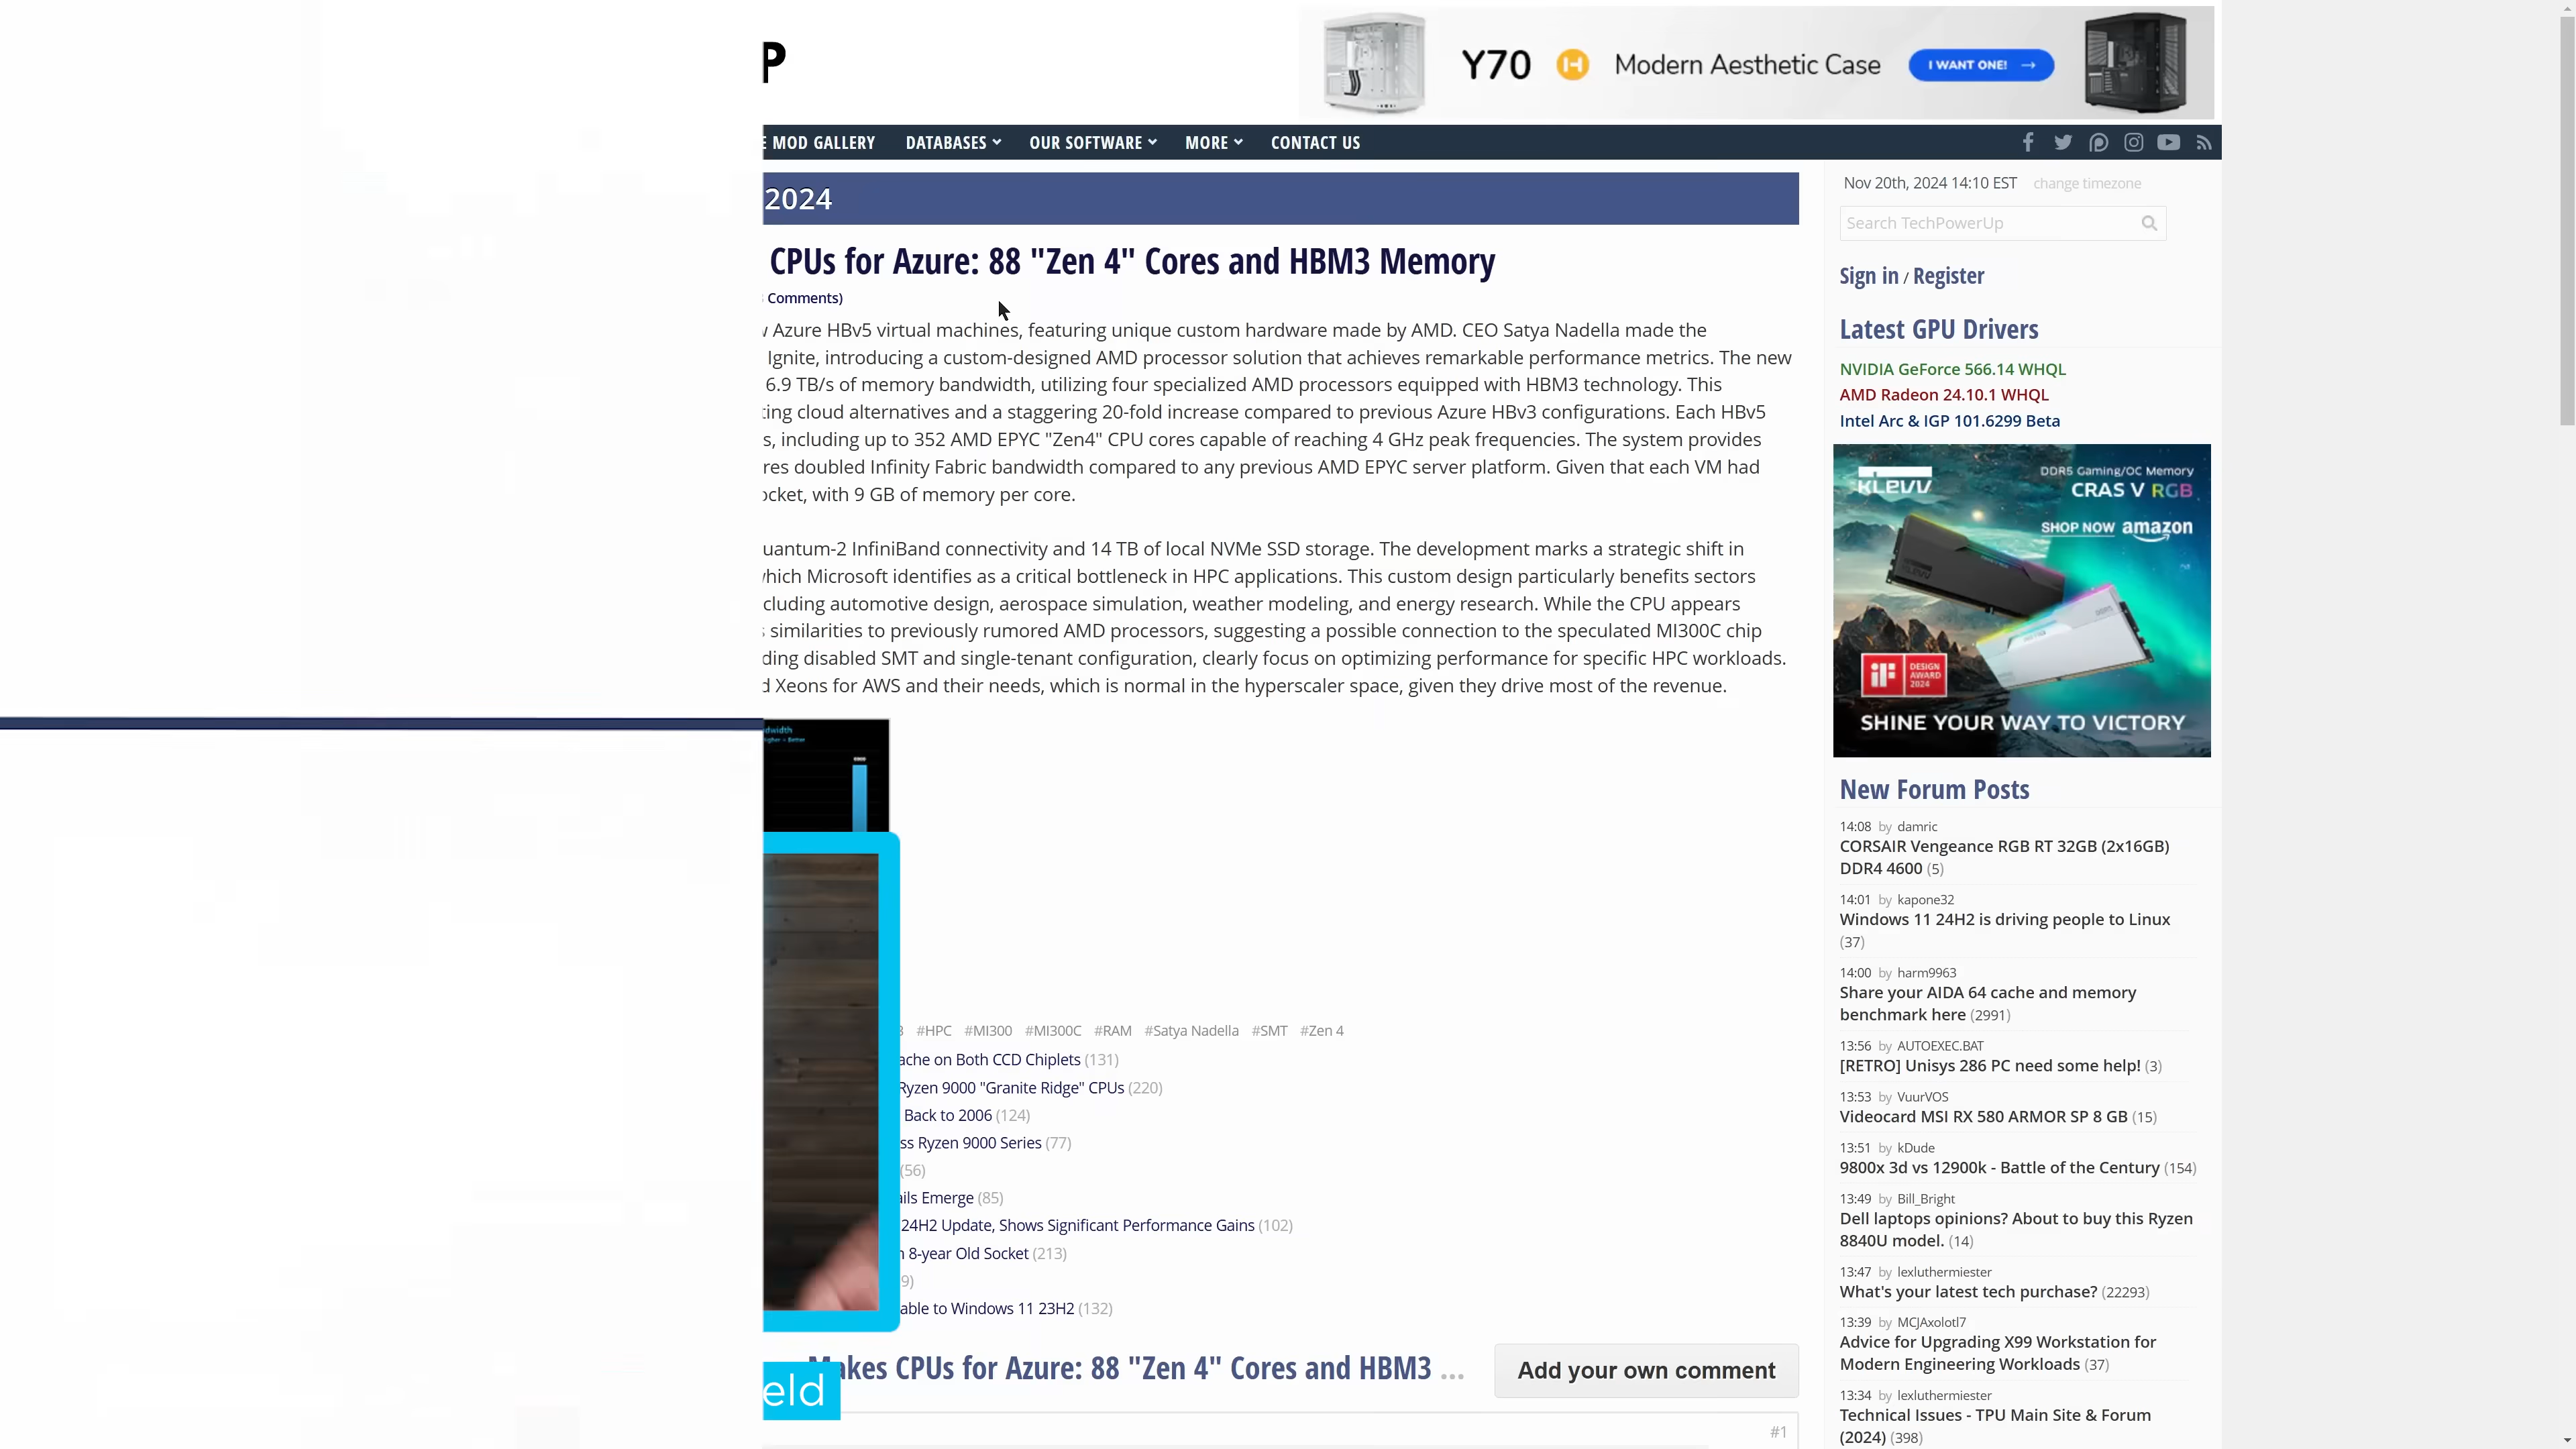 P
Y70 Modern Aesthetic Case I WANT ONE! →
MOD GALLERY DATABASES OUR SOFTWARE MORE CONTACT US
2024
CPUs for Azure: 88 "Zen 4" Cores and HBM3 Memory
Comments)
Azure HBv5 virtual machines, featuring unique custom hardware made by AMD. CEO Satya Nadella made the
Ignite, introducing a custom-designed AMD processor solution that achieves remarkable performance metrics. The new
6.9 TB/s of memory bandwidth, utilizing four specialized AMD processors equipped with HBM3 technology. This
ting cloud alternatives and a staggering 20-fold increase compared to previous Azure HBv3 configurations. Each HBv5
s, including up to 352 AMD EPYC "Zen4" CPU cores capable of reaching 4 GHz peak frequencies. The system provides
res doubled Infinity Fabric bandwidth compared to any previous AMD EPYC server platform. Given that each VM had
ocket, with 9 GB of memory per core.
uantum-2 InfiniBand connectivity and 14 TB of local NVMe SSD storage. The development marks a strategic shift in
which Microsoft identifies as a critical bottleneck in HPC applications. This custom design particularly benefits sectors
cluding automotive design, aerospace simulation, weather modeling, and energy research. While the CPU appears
s similarities to previously rumored AMD processors, suggesting a possible connection to the speculated MI300C chip
ding disabled SMT and single-tenant configuration, clearly focus on optimizing performance for specific HPC workloads.
d Xeons for AWS and their needs, which is normal in the hyperscaler space, given they drive most of the revenue.
#HPC #MI300 #MI300C #RAM #Satya Nadella #SMT #Zen 4
ache on Both CCD Chiplets (131)
Ryzen 9000 "Granite Ridge" CPUs (220)
Back to 2006 (124)
ss Ryzen 9000 Series (77)
(56)
ails Emerge (85)
24H2 Update, Shows Significant Performance Gains (102)
n 8-year Old Socket (213)
9)
able to Windows 11 23H2 (132)
Makes CPUs for Azure: 88 "Zen 4" Cores and HBM3 ...
Add your own comment
eld
#1
Nov 20th, 2024 14:10 EST change timezone
Search TechPowerUp
Sign in / Register
Latest GPU Drivers
NVIDIA GeForce 566.14 WHQL
AMD Radeon 24.10.1 WHQL
Intel Arc & IGP 101.6299 Beta
KLEVV
DDR5 Gaming/OC Memory
CRAS V RGB
SHOP NOW amazon
iF DESIGN AWARD 2024
SHINE YOUR WAY TO VICTORY
New Forum Posts
14:08 by damric
CORSAIR Vengeance RGB RT 32GB (2x16GB)
DDR4 4600 (5)
14:01 by kapone32
Windows 11 24H2 is driving people to Linux
(37)
14:00 by harm9963
Share your AIDA 64 cache and memory
benchmark here (2991)
13:56 by AUTOEXEC.BAT
[RETRO] Unisys 286 PC need some help! (3)
13:53 by VuurVOS
Videocard MSI RX 580 ARMOR SP 8 GB (15)
13:51 by kDude
9800x 3d vs 12900k - Battle of the Century (154)
13:49 by Bill_Bright
Dell laptops opinions? About to buy this Ryzen
8840U model. (14)
13:47 by lexluthermiester
What's your latest tech purchase? (22293)
13:39 by MCJAxolotl7
Advice for Upgrading X99 Workstation for
Modern Engineering Workloads (37)
13:34 by lexluthermiester
Technical Issues - TPU Main Site & Forum
(2024) (398)